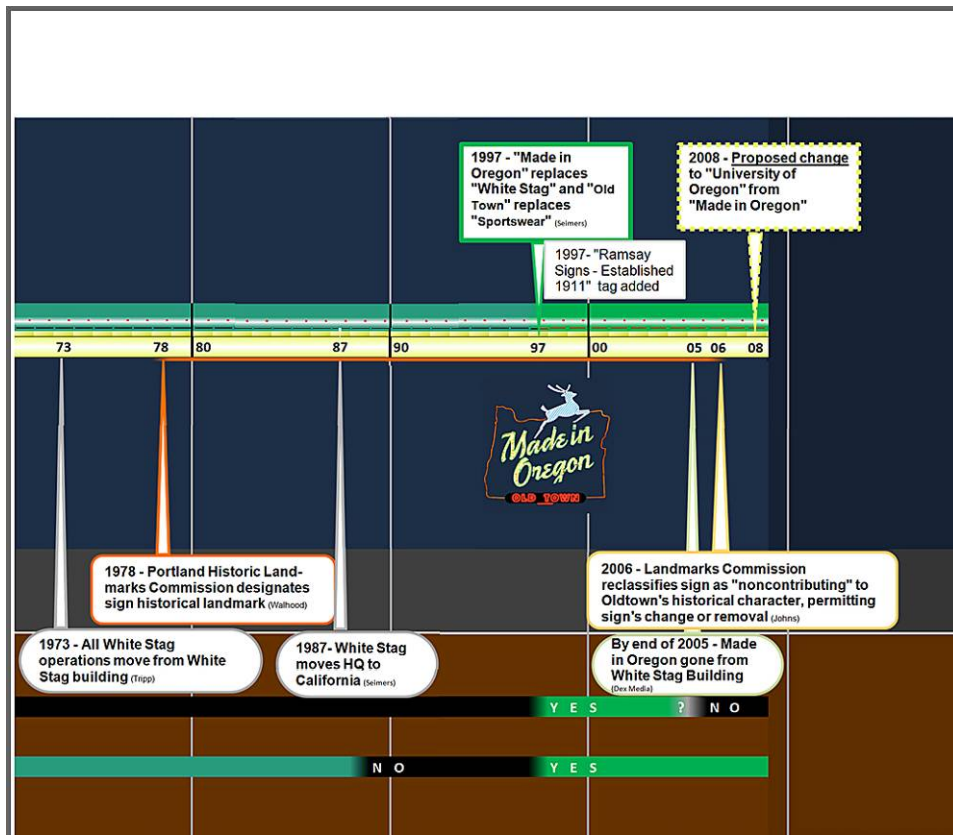 1997 - "Made in
Oregon" replaces
"White Stag" and "Old
Town" replaces
"Sportswear" (Seimers)
2008 - Proposed change
to "University of
Oregon" from
"Made in Oregon"
1997- "Ramsay
Signs - Established
1911" tag added
73 78 80 87 90 97 00 05 06 08
Made in
Oregon
OLD TOWN
1978 - Portland Historic Land-
marks Commission designates
sign historical landmark (Walhood)
2006 - Landmarks Commission
reclassifies sign as "noncontributing" to
Oldtown's historical character, permitting
sign's change or removal (Johns)
1973 - All White Stag
operations move from White
Stag building (Tripp)
1987- White Stag
moves HQ to
California (Seimers)
By end of 2005 - Made
in Oregon gone from
White Stag Building
(Dex Media)
YES ? NO
NO YES